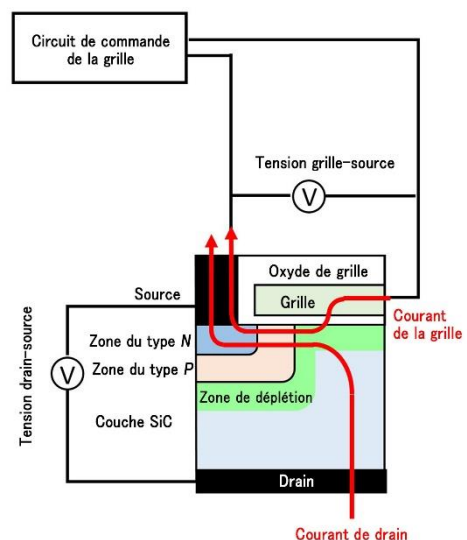 Circuit de commande
de la grille
Tension grille-source
V
Oxyde de grille
Source
Grille
Courant
de la grille
Zone du type N
Zone du type P
V
Tension drain-source
Zone de déplétion
Couche SiC
Drain
Courant de drain